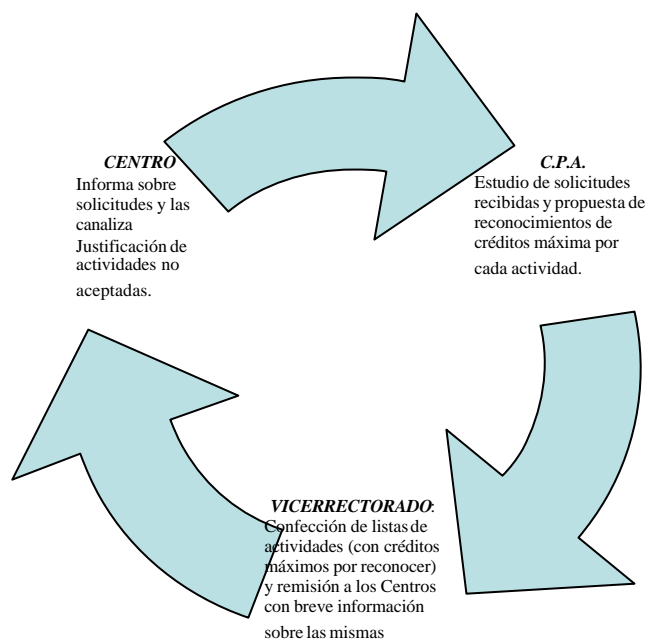 CENTRO
Informa sobre
solicitudes y las
canaliza
Justificación de
actividades no
aceptadas.
C.P.A.
Estudio de solicitudes
recibidas y propuesta de
reconocimientos de
créditos máxima por
cada actividad.
VICERRECTORADO:
Confección de listas de
actividades (con créditos
máximos por reconocer)
y remisión a los Centros
con breve información
sobre las mismas